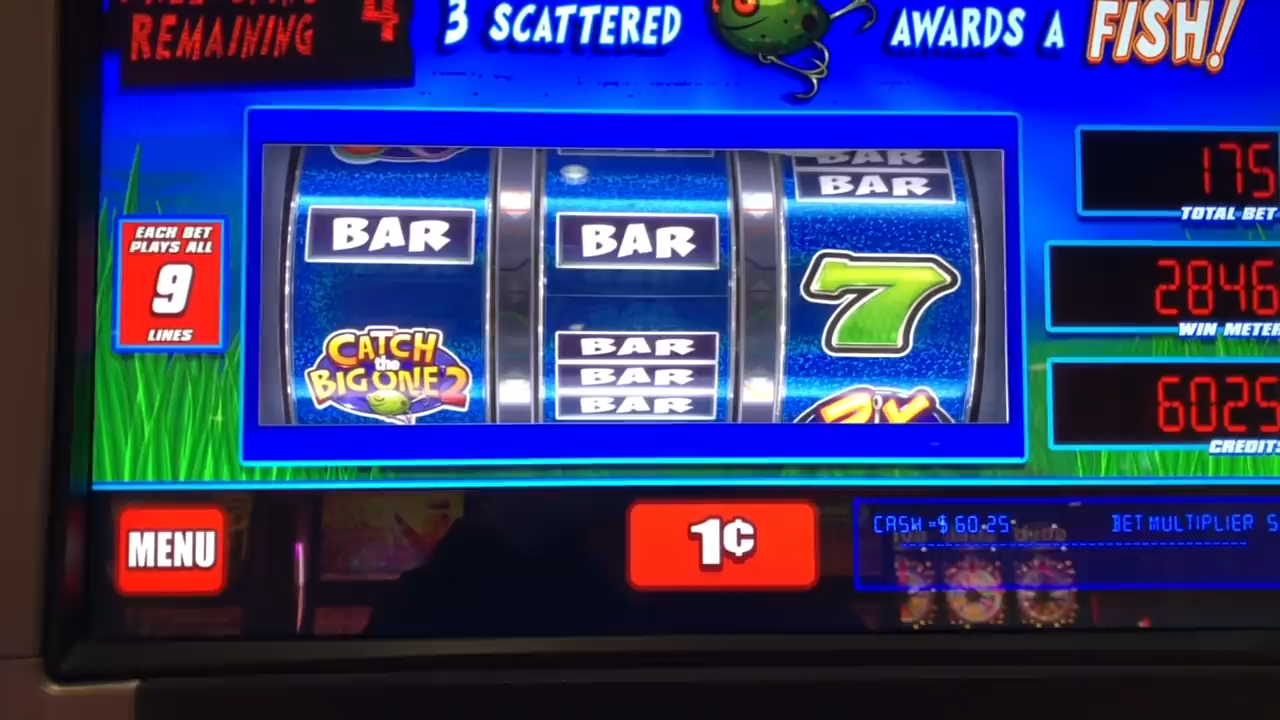 REMAINING 4
3 SCATTERED AWARDS A FISH!
EACH BET
PLAYS ALL
9
LINES
BAR
BAR
CATCH
the
BIG ONE 2
BAR
BAR
BAR
BAR
BAR
7
175
TOTAL BET
2846
WIN METER
6025
CREDITS
MENU
1¢
CASH =$ 60.25
BET MULTIPLIER